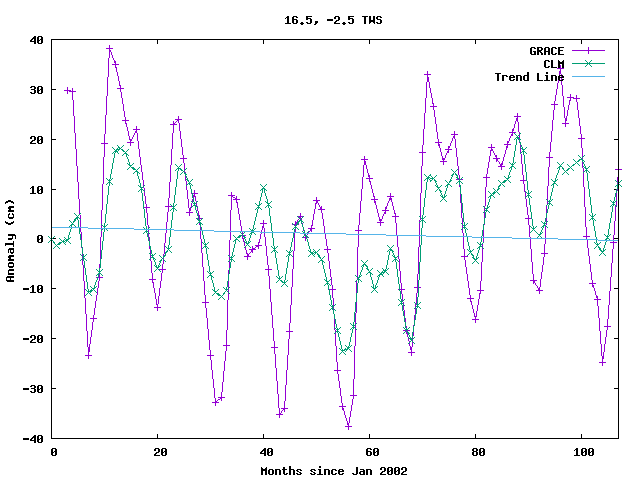 16.5, -2.5 TWS
GRACE
CLM
Trend Line
40
30
20
10
0
-10
-20
-30
-40
Anomaly (cm)
0 20 40 60 80 100
Months since Jan 2002